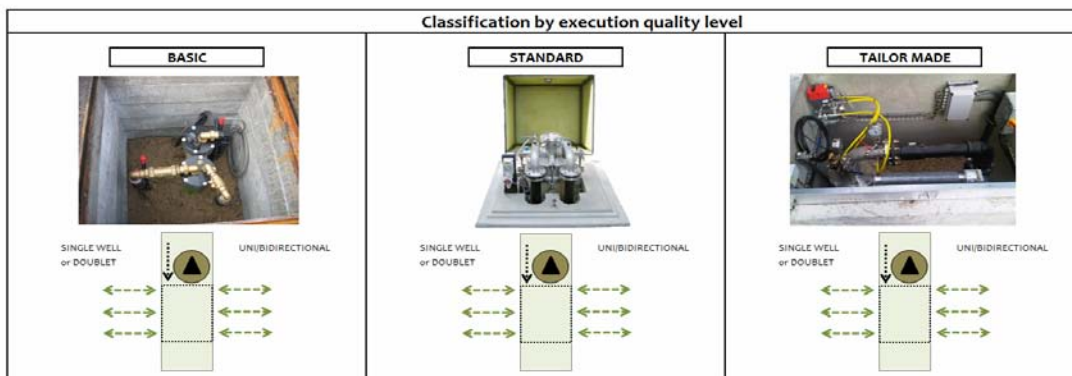 Classification by execution quality level
BASIC
STANDARD
TAILOR MADE
SINGLE WELL
or DOUBLET
UNI/BIDIRECTIONAL
SINGLE WELL
or DOUBLET
UNI/BIDIRECTIONAL
SINGLE WELL
or DOUBLET
UNI/BIDIRECTIONAL